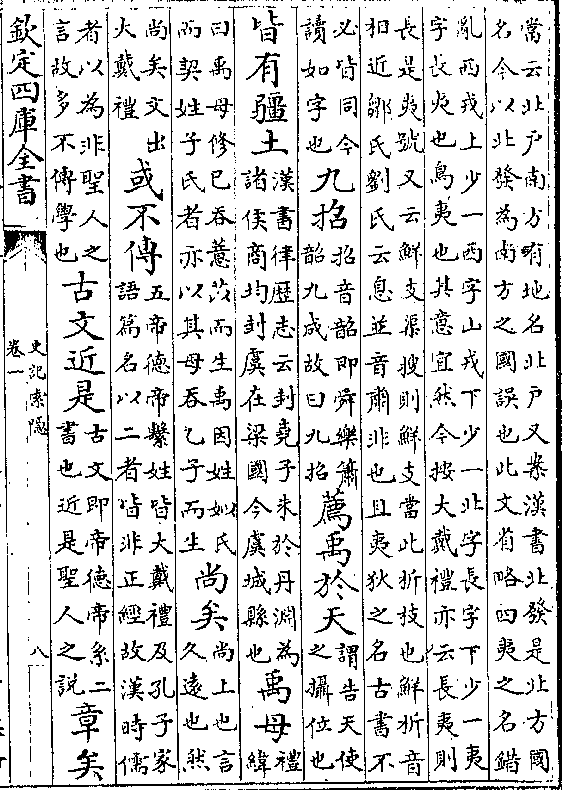 當云北户南方有地名北户又案漢書北發是北方國
名今以北發為南方之國誤也此文省略四夷之名錯
亂西戎上少一西字山戎下少一北字長字下少一夷
字長夷也鳥夷也其意宜然今按大戴禮亦云長夷則
長是夷號又云鮮支渠搜則鮮支當此析枝也鮮析音
相近鄒氏劉氏云息並音肅非也且夷狄之名古書不
必皆同今
讀如字也九招招音韶即舜樂簫
韶九成故曰九招薦禹於天謂告天使
之攝位也
皆有疆土漢書律歷志云封堯子朱於丹淵為
諸侯商均封虞在梁國今虞城縣也禹母禮
緯
曰禹母修已吞薏苡而生禹因姓姒氏
而契姓子氏者亦以其母吞乙子而生尚矣尚上也言
久遠也然
尚矣文出
大戴禮或不傳五帝德帝繫姓皆大戴禮及孔子家
語篇名以二者皆非正經故漢時儒
者以為非聖人之
言故多不傳學也古文近是古文即帝德帝系二
書也近是聖人之說章矣
欽定四庫全書
史記索隱
卷一
八